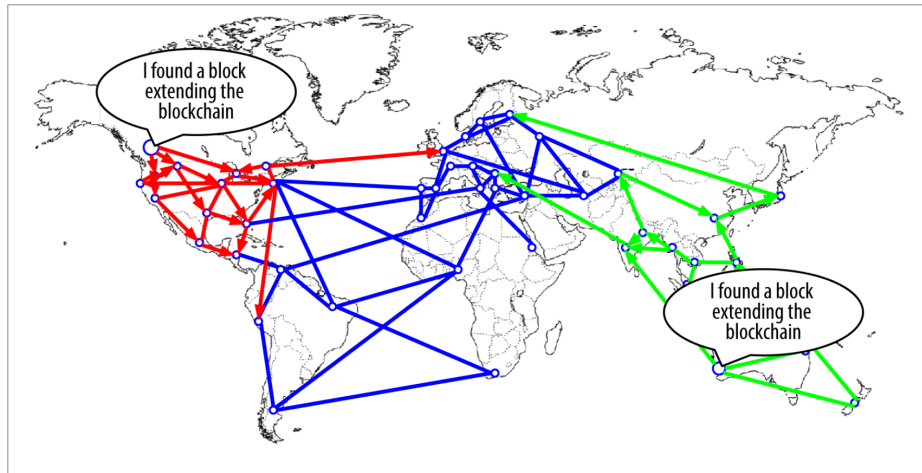 I found a block
extending the
blockchain
I found a block
extending the
blockchain